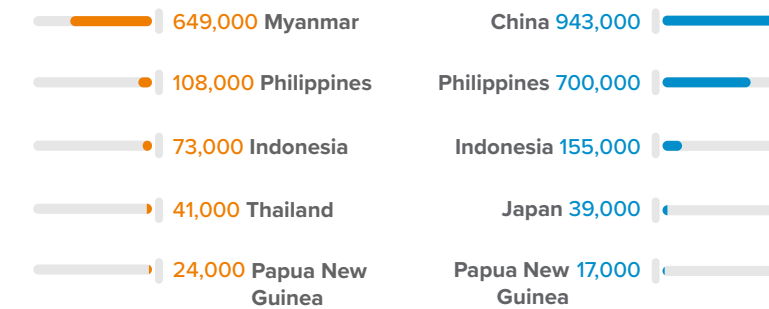 649,000 Myanmar
108,000 Philippines
73,000 Indonesia
41,000 Thailand
24,000 Papua New
Guinea
China 943,000
Philippines 700,000
Indonesia 155,000
Japan 39,000
Papua New 17,000
Guinea